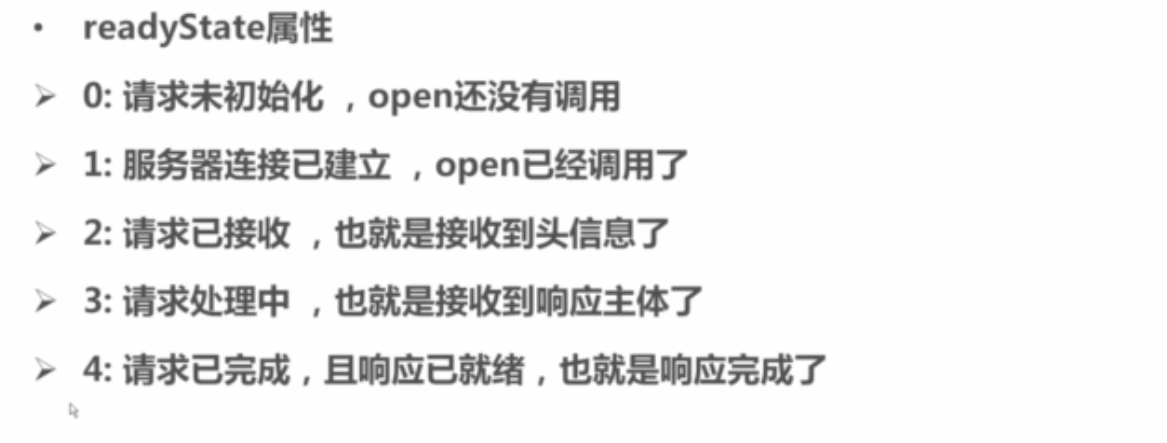 • readyState属性
➢ 0: 请求未初始化 ，open还没有调用
➢ 1: 服务器连接已建立 ，open已经调用了
➢ 2: 请求已接收 ，也就是接收到头信息了
➢ 3: 请求处理中 ，也就是接收到响应主体了
➢ 4: 请求已完成，且响应已就绪，也就是响应完成了